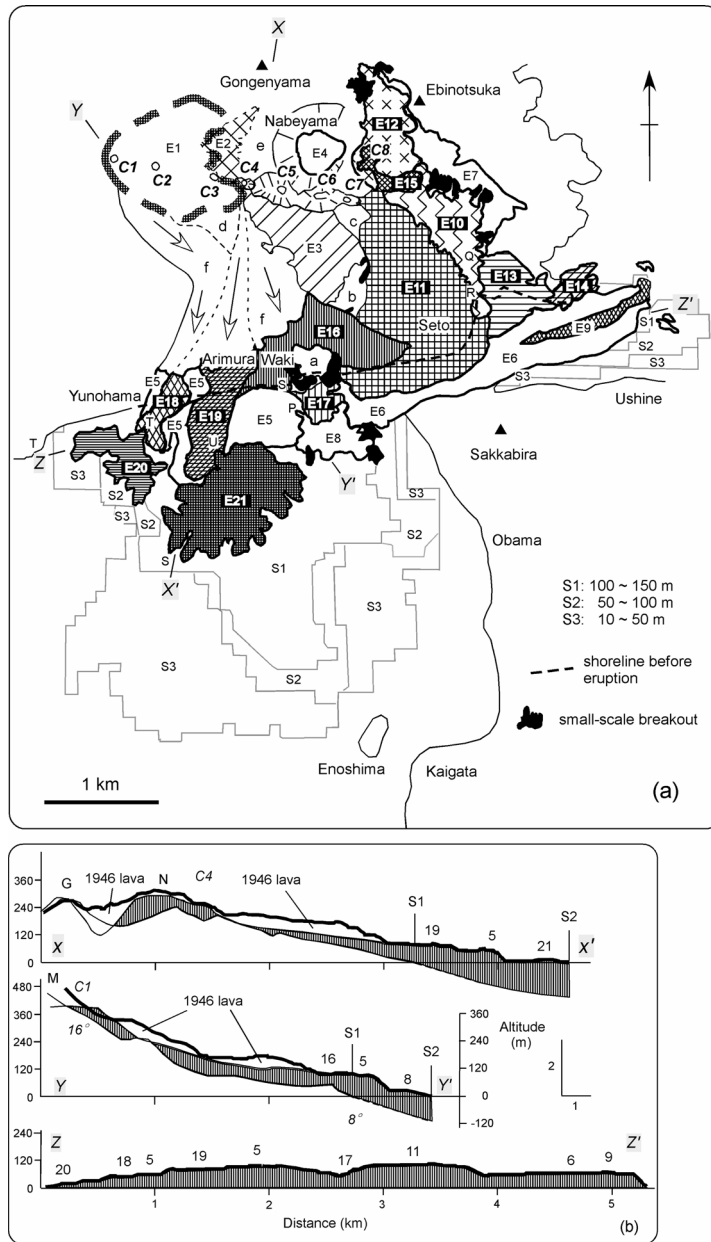 X
Gongenyama
Ebinotsuka
Y
Nabeyama
E12
E1
E2
e
E4
C8
E7
C1
C2
C4
C5
C6
C7
E15
C3
d
c
E10
E3
Q
f
E11
E13
b
R
E14
Z'
f
E16
Seto
E9
S1
S2
E6
S3
S3
Arimura
Waki
a
Yunohama
E5
E5
S
E17
Ushine
E18
E19
P
E6
T
T
E5
U
E5
E8
Sakkabira
Z
E20
S3
Y'
S2
E21
S3
S3
S2
Obama
S2
S
S1
X'
S1: 100 ~ 150 m
S2: 50 ~ 100 m
S3: 10 ~ 50 m
S3
S3
shoreline before
eruption
S2
small-scale breakout
Enoshima
Kaigata
1 km
(a)
360
G
1946 lava
N
C4
1946 lava
240
S1
S2
120
19
5
21
0
X
1
2
3
4
X'
480
M
C1
360
1946 lava
360
16°
S1
240
Altitude
(m)
240
S2
120
16
5
120
2
8
0
Y
Y'
0
1
8°
-120
240
Z
Z'
120
20
18
5
19
5
17
11
6
9
0
1
2
3
4
5
Distance (km)
(b)